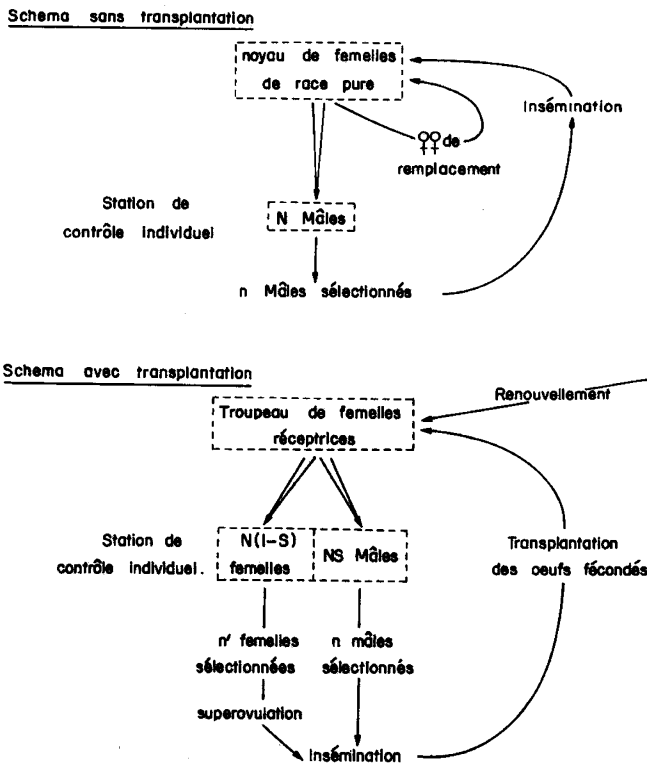 Schema sans transplantation
noyau de femelles
de race pure
Insémination
♀♀ de
remplacement
Station de
contrôle individuel
N Mâles
n Mâles sélectionnés
Schema avec transplantation
Renouvellement
Troupeau de femelles
réceptrices
Station de
contrôle individuel.
N(I-S)
femelles
NS Mâles
Transplantation
des oeufs fécondés
n' femelles
sélectionnées
n mâles
sélectionnés
superovulation
Insémination